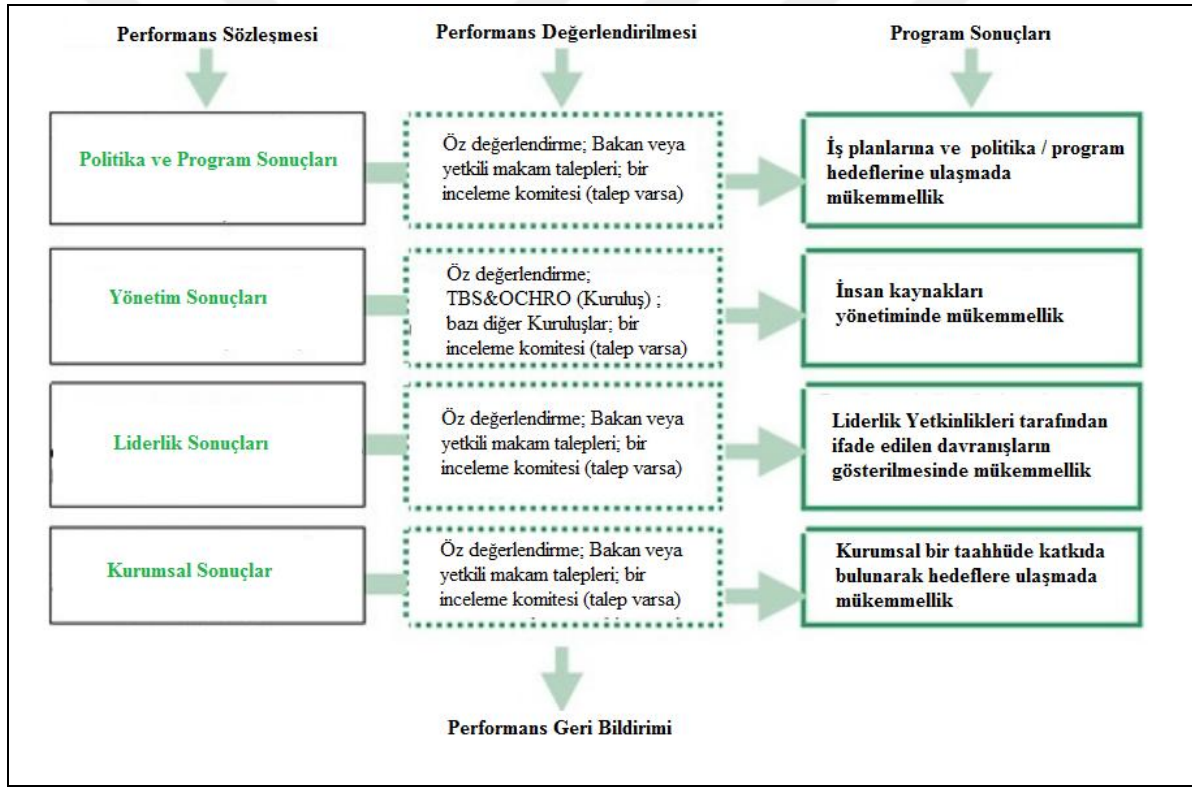 Performans Sözleşmesi
Performans Değerlendirilmesi
Program Sonuçları
Politika ve Program Sonuçları
Öz değerlendirme; Bakan veya
yetkili makam talepleri; bir
inceleme komitesi (talep varsa)
İş planlarına ve politika / program
hedeflerine ulaşmada
mükemmellik
Yönetim Sonuçları
Öz değerlendirme;
TBS&OCHRO (Kuruluş) ;
bazı diğer Kuruluşlar; bir
inceleme komitesi (talep varsa)
İnsan kaynakları
yönetiminde mükemmellik
Liderlik Sonuçları
Öz değerlendirme; Bakan veya
yetkili makam talepleri; bir
inceleme komitesi (talep varsa)
Liderlik Yetkinlikleri tarafından
ifade edilen davranışların
gösterilmesinde mükemmellik
Kurumsal Sonuçlar
Öz değerlendirme; Bakan veya
yetkili makam talepleri; bir
inceleme komitesi (talep varsa)
Kurumsal bir taahhüde katkıda
bulunarak hedeflere ulaşmada
mükemmellik
Performans Geri Bildirimi